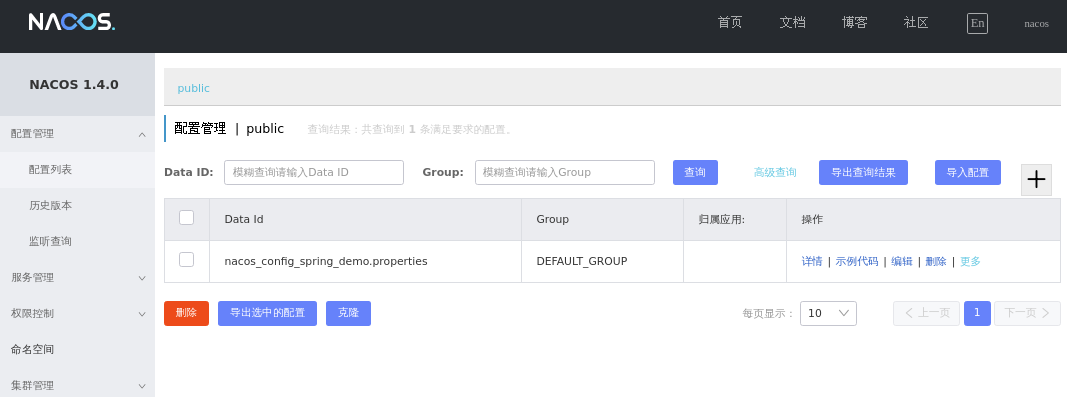 NACOS. 首页 文档 博客 社区 En nacos
NACOS 1.4.0
public
配置管理
配置管理 | public 查询结果：共查询到 1 条满足要求的配置。
配置列表
Data ID: 模糊查询请输入Data ID Group: 模糊查询请输入Group 查询 高级查询 导出查询结果 导入配置
历史版本
Data Id Group 归属应用: 操作
监听查询
nacos_config_spring_demo.properties DEFAULT_GROUP 详情 | 示例代码 | 编辑 | 删除 | 更多
服务管理
权限控制
删除 导出选中的配置 克隆 每页显示： 10 上一页 1 下一页
命名空间
集群管理